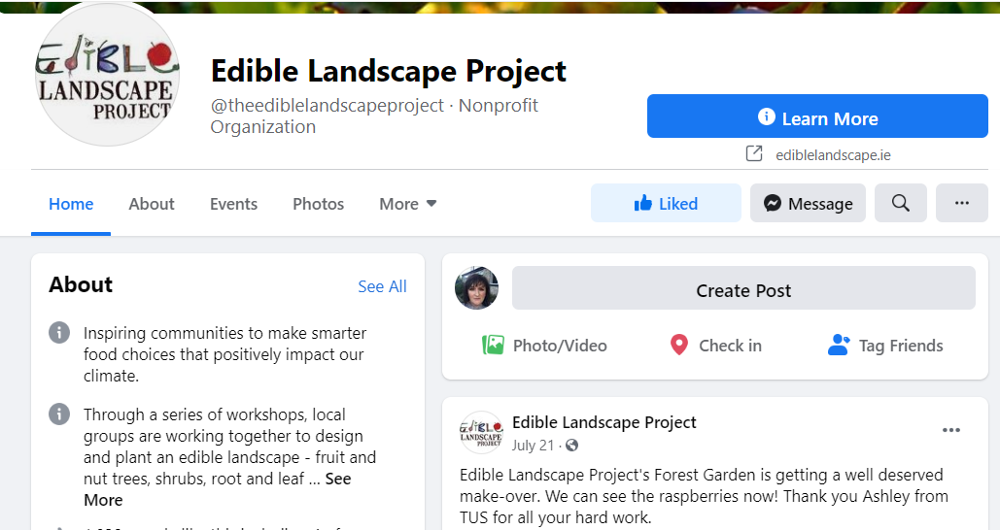 EDIBLE
LANDSCAPE
PROJECT
Edible Landscape Project
@theediblelandscapeproject · Nonprofit
Organization
Learn More
ediblelandscape.ie
Home
About
Events
Photos
More
Liked
Message
About
See All
Inspiring communities to make smarter
food choices that positively impact our
climate.
Through a series of workshops, local
groups are working together to design
and plant an edible landscape - fruit and
nut trees, shrubs, root and leaf ... See
More
Create Post
Photo/Video
Check in
Tag Friends
EDIBLE
LANDSCAPE
PROJECT
Edible Landscape Project
July 21 ·
Edible Landscape Project's Forest Garden is getting a well deserved
make-over. We can see the raspberries now! Thank you Ashley from
TUS for all your hard work.